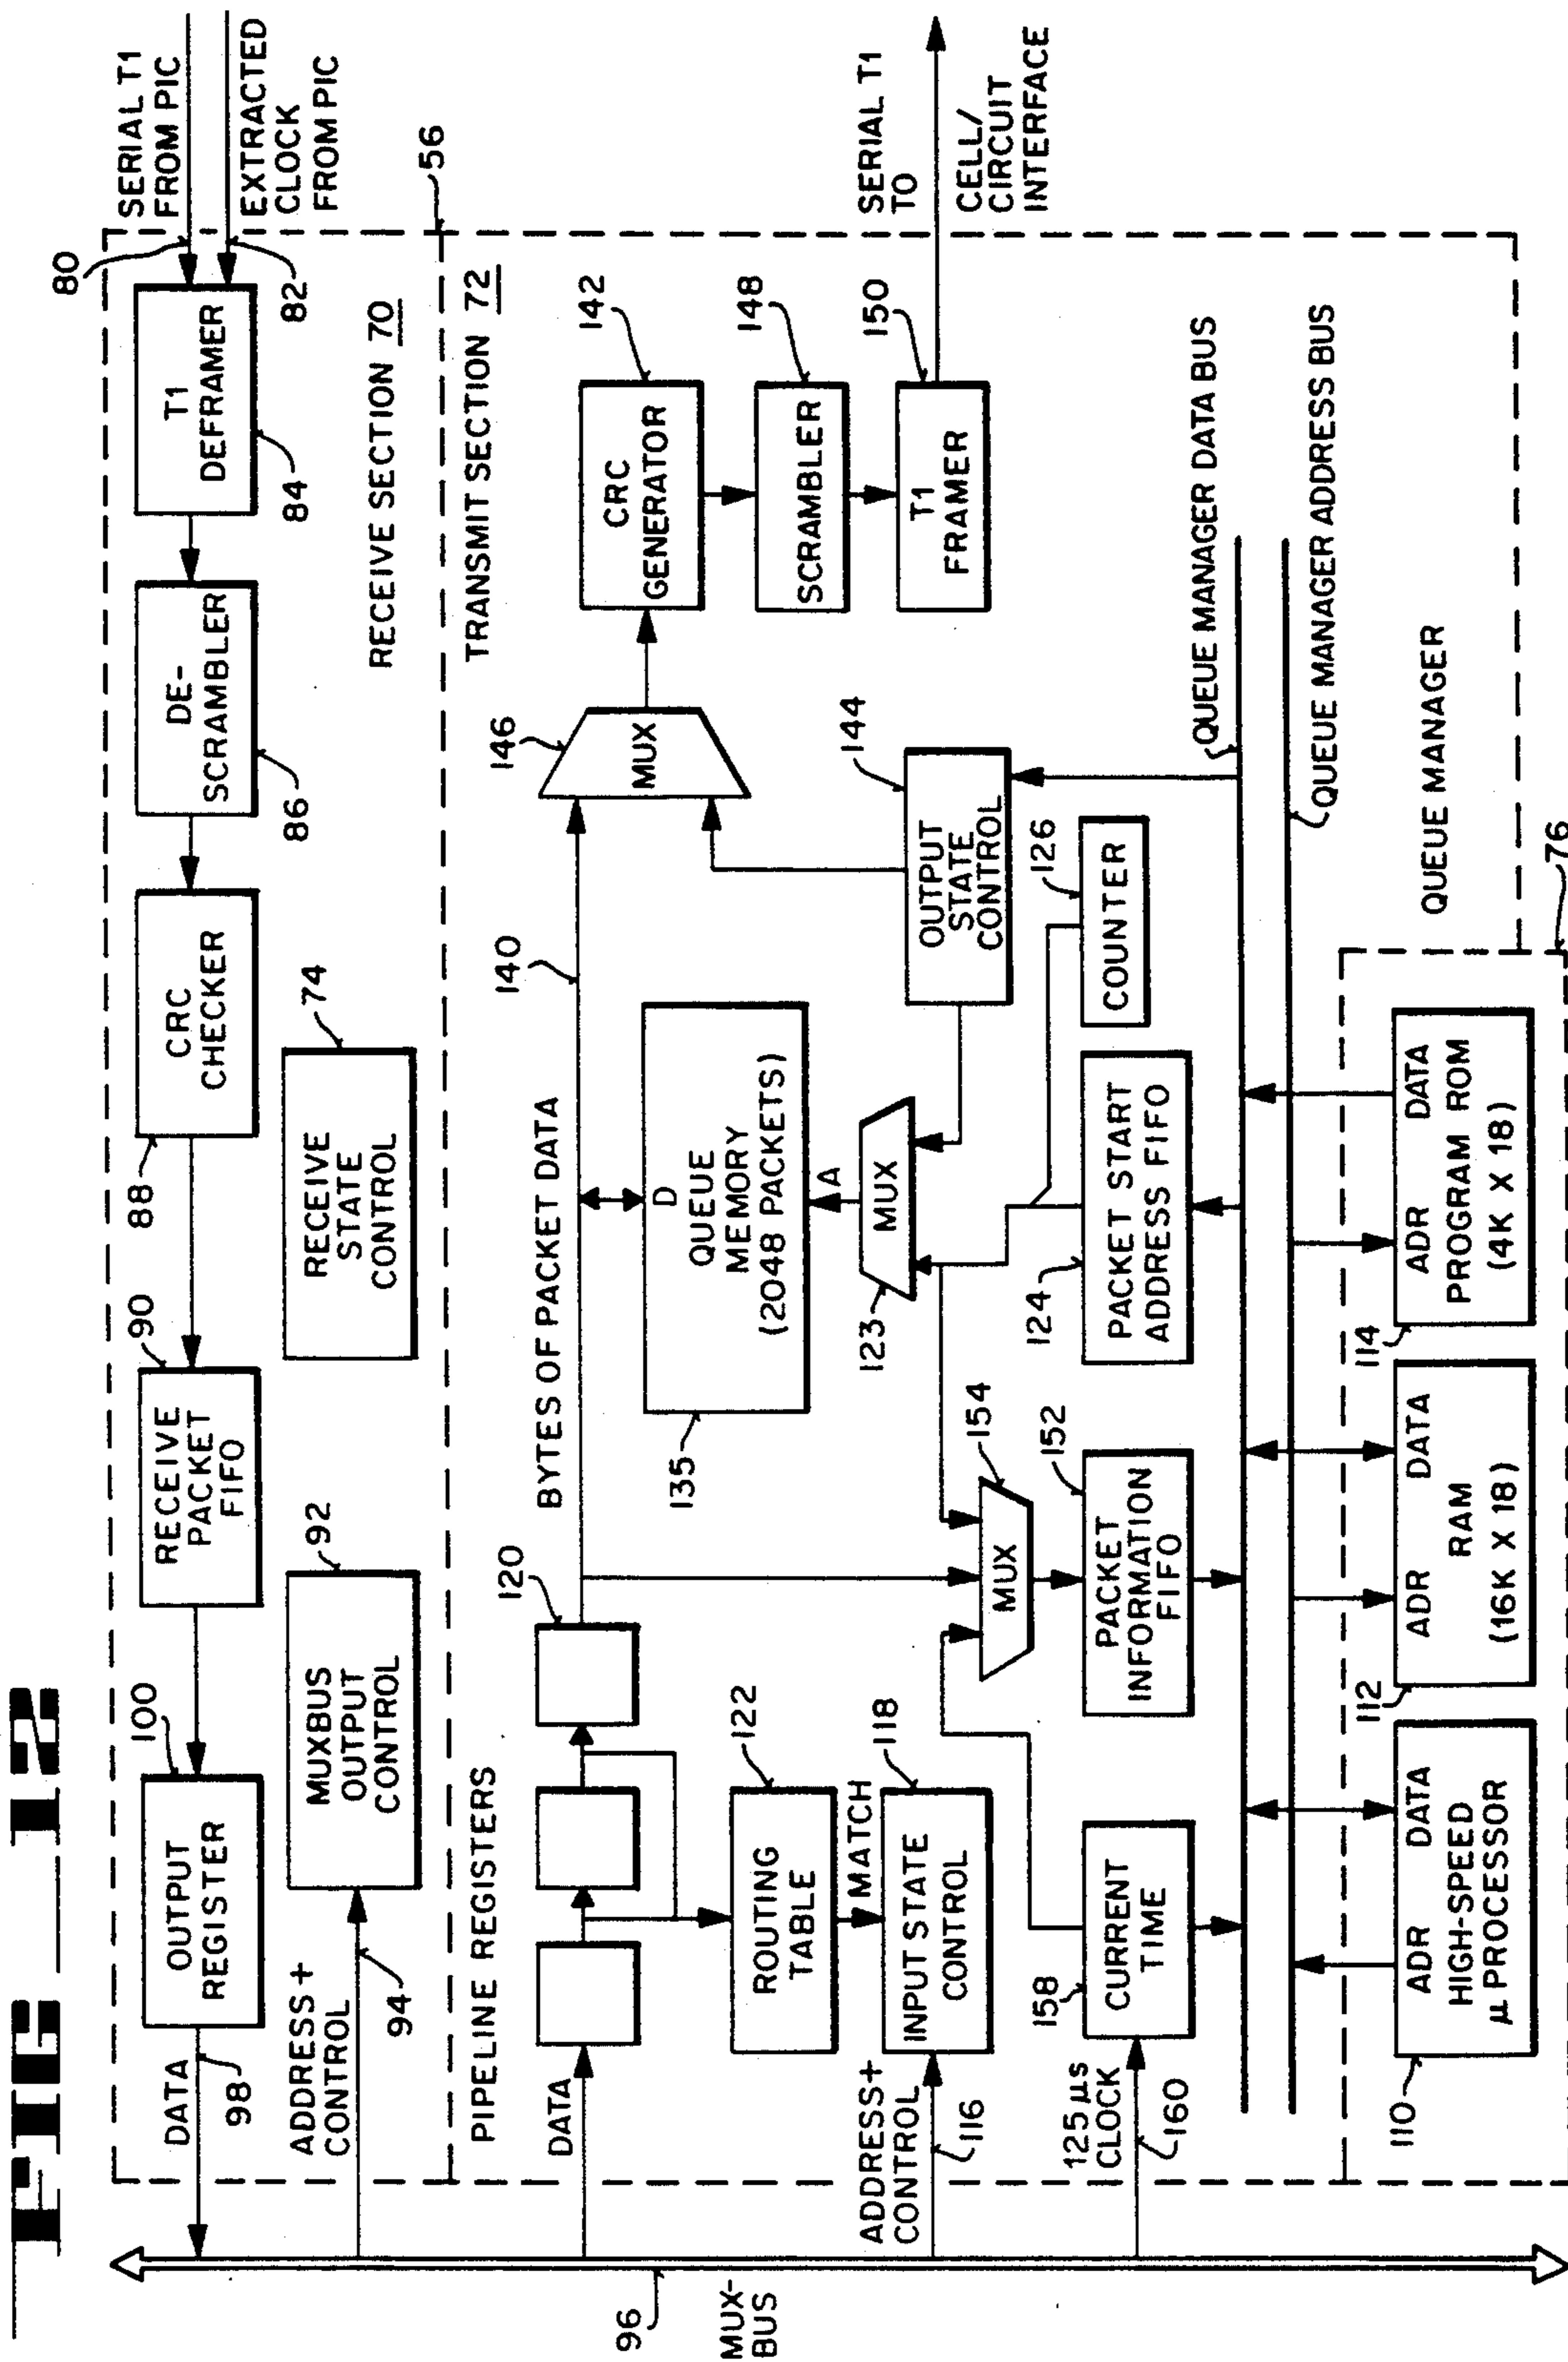 FIG_12
SERIAL T1
FROM PIC
EXTRACTED
CLOCK
FROM PIC
80
82
T1
DEFRAMER
84
DE-
SCRAMBLER
86
CRC
CHECKER
88
RECEIVE
PACKET
FIFO
90
OUTPUT
REGISTER
100
DATA
98
RECEIVE SECTION 70
RECEIVE
STATE
CONTROL
74
MUXBUS
OUTPUT
CONTROL
92
ADDRESS+
CONTROL
94
56
TRANSMIT SECTION 72
PIPELINE REGISTERS
DATA
120
BYTES OF PACKET DATA
140
146
MUX
CRC
GENERATOR
142
SCRAMBLER
148
T1
FRAMER
150
SERIAL T1
TO
CELL/
CIRCUIT
INTERFACE
ROUTING
TABLE
122
MATCH
INPUT STATE
CONTROL
118
ADDRESS+
CONTROL
116
D
QUEUE
MEMORY
(2048 PACKETS)
135
A
MUX
123
OUTPUT
STATE
CONTROL
144
COUNTER
126
PACKET START
ADDRESS FIFO
124
MUX
154
PACKET
INFORMATION
FIFO
152
CURRENT
TIME
158
125 µs
CLOCK
160
QUEUE MANAGER DATA BUS
QUEUE MANAGER ADDRESS BUS
QUEUE MANAGER
76
ADR DATA
HIGH-SPEED
µ PROCESSOR
110
ADR DATA
RAM
(16K X 18)
112
ADR DATA
PROGRAM ROM
(4K X 18)
114
96
MUX-
BUS